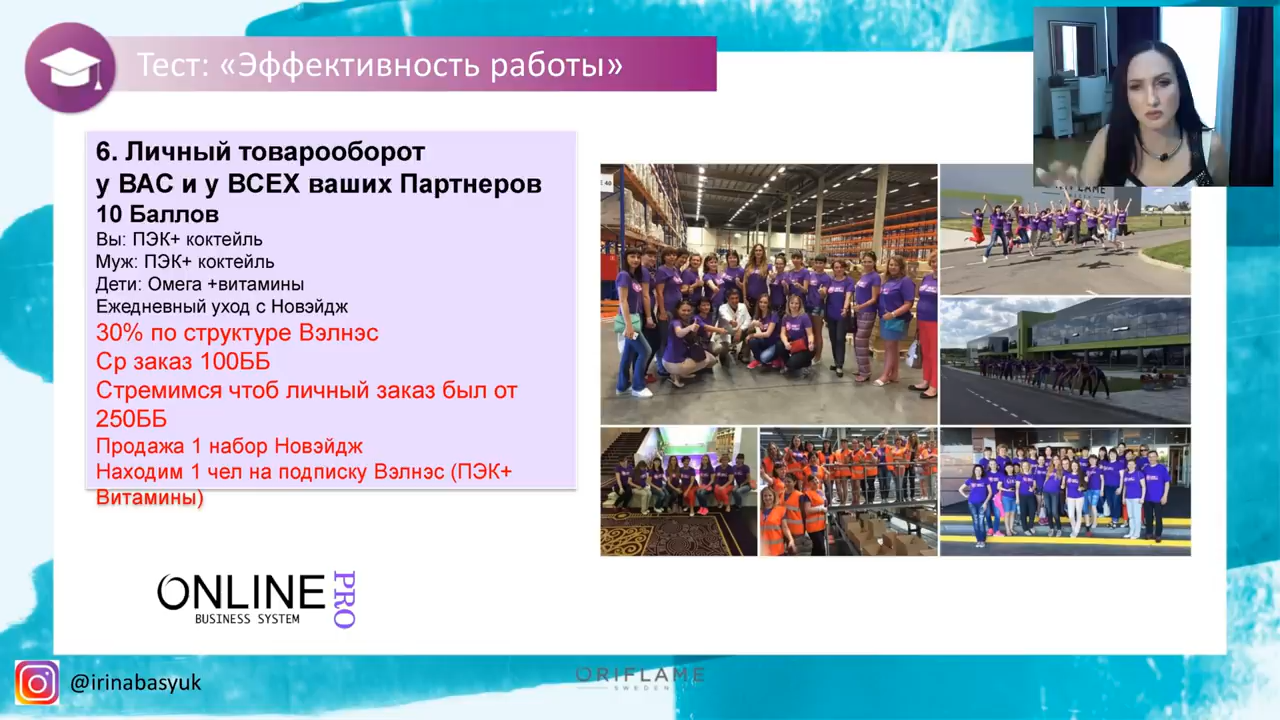 Тест: «Эффективность работы»
6. Личный товарооборот
у ВАС и у ВСЕХ ваших Партнеров
10 Баллов
Вы: ПЭК+ коктейль
Муж: ПЭК+ коктейль
Дети: Омега +витамины
Ежедневный уход с Новэйдж
30% по структуре Вэлнэс
Ср заказ 100ББ
Стремимся чтоб личный заказ был от
250ББ
Продажа 1 набор Новэйдж
Находим 1 чел на подписку Вэлнэс (ПЭК+
Витамины)
ONLINE PRO
BUSINESS SYSTEM
@irinabasyuk
ORIFLAME
SWEDEN